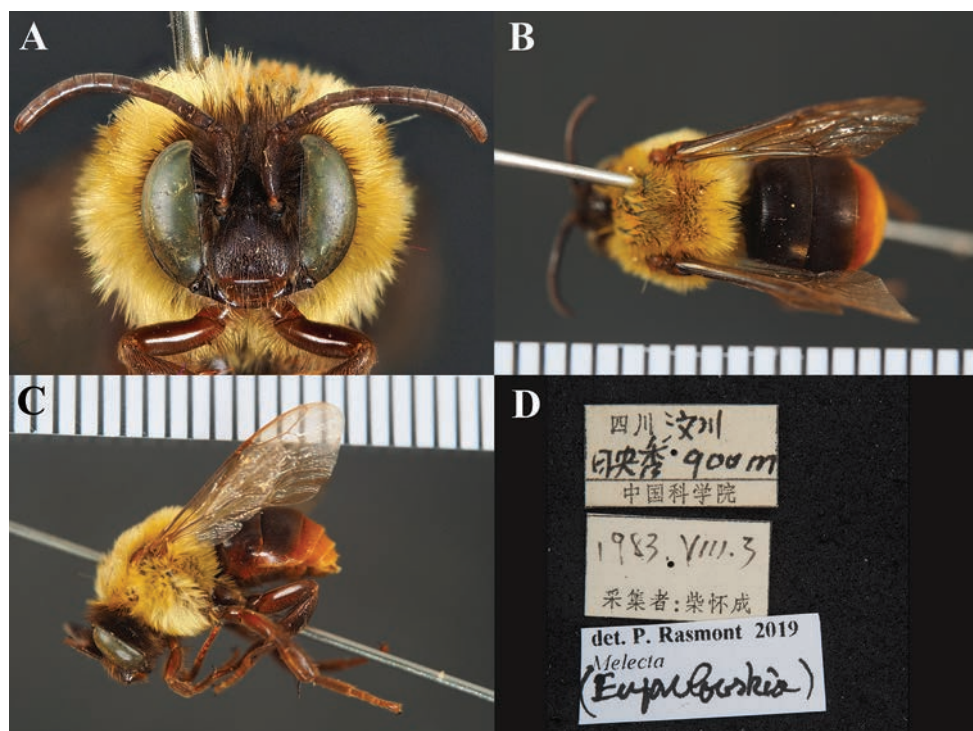 A
B
C
D
四川 汶川
映秀·900m
中国科学院
1983.VIII.3
采集者:柴怀成
det. P. Rasmont 2019
Melecta
(Eupavlovskia)